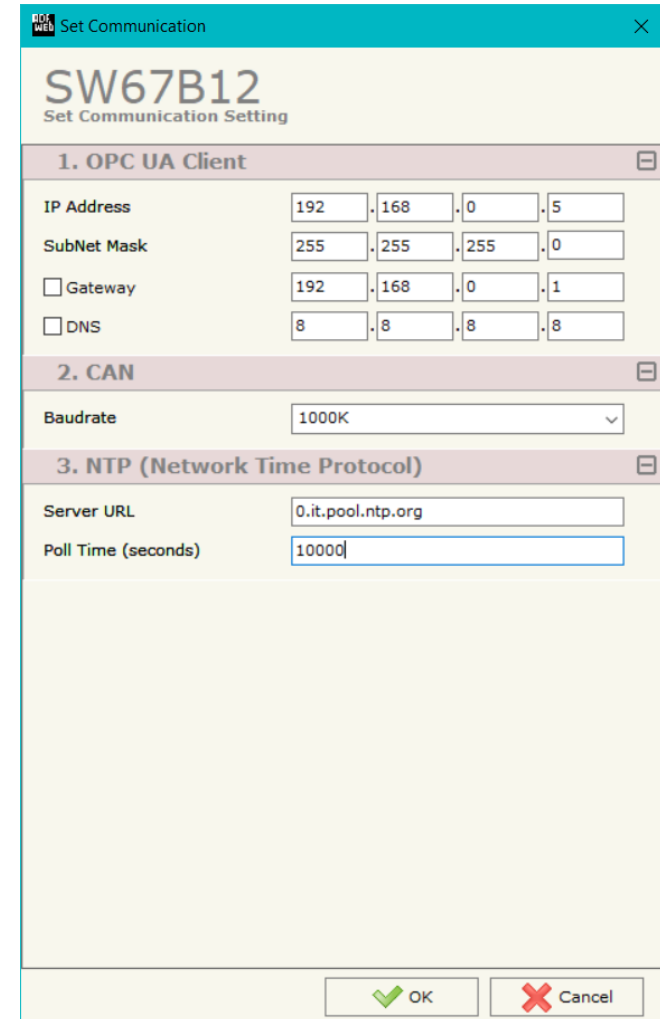 ADF WEB Set Communication
SW67B12
Set Communication Setting
1. OPC UA Client
IP Address 192 . 168 . 0 . 5
SubNet Mask 255 . 255 . 255 . 0
Gateway 192 . 168 . 0 . 1
DNS 8 . 8 . 8 . 8
2. CAN
Baudrate 1000K
3. NTP (Network Time Protocol)
Server URL 0.it.pool.ntp.org
Poll Time (seconds) 10000
OK Cancel